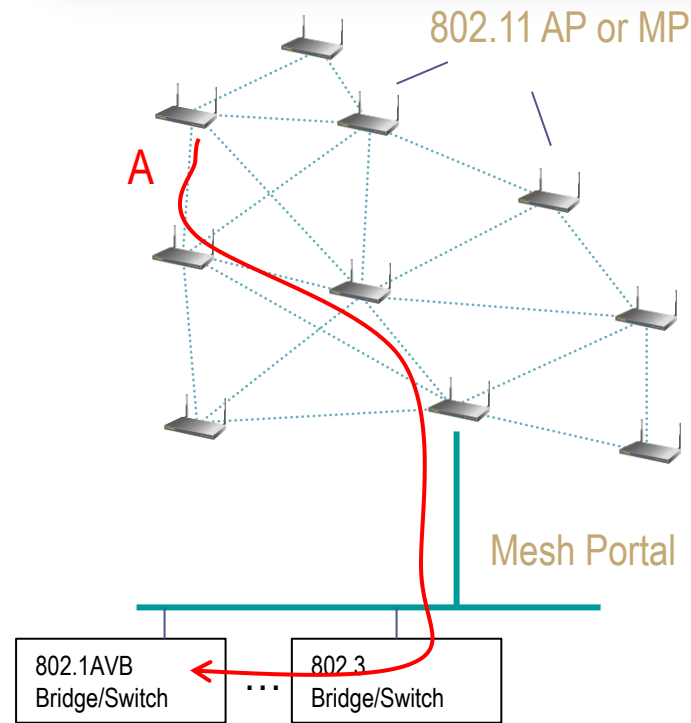 802.11 AP or MP
A
Mesh Portal
802.1AVB
Bridge/Switch
...
802.3
Bridge/Switch